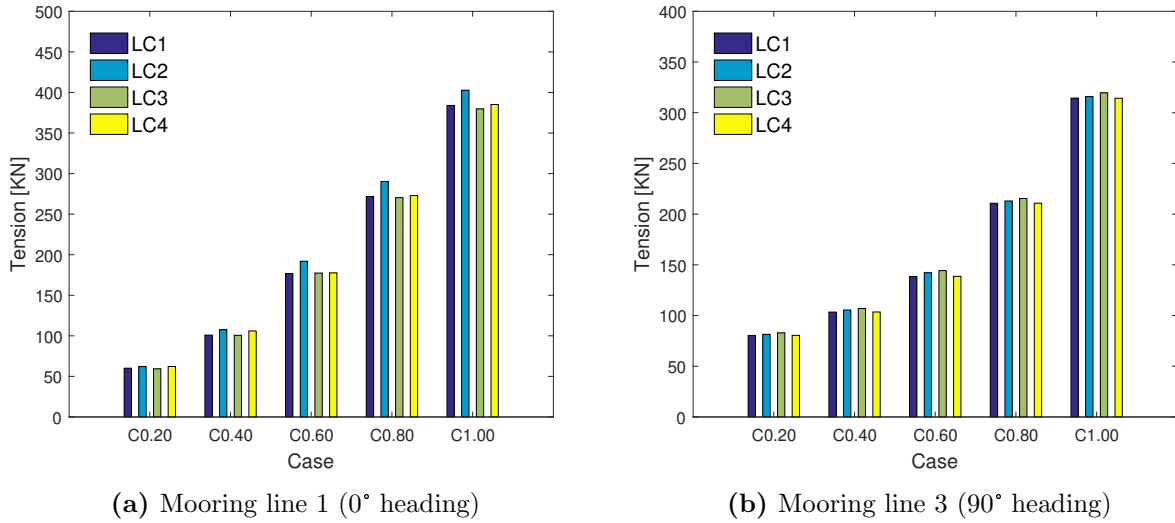 500
450
400
350
300
250
200
150
100
50
0
Tension [KN]
LC1
LC2
LC3
LC4
C0.20 C0.40 C0.60 C0.80 C1.00
Case
(a) Mooring line 1 (0° heading)
400
350
300
250
200
150
100
50
0
Tension [KN]
LC1
LC2
LC3
LC4
C0.20 C0.40 C0.60 C0.80 C1.00
Case
(b) Mooring line 3 (90° heading)